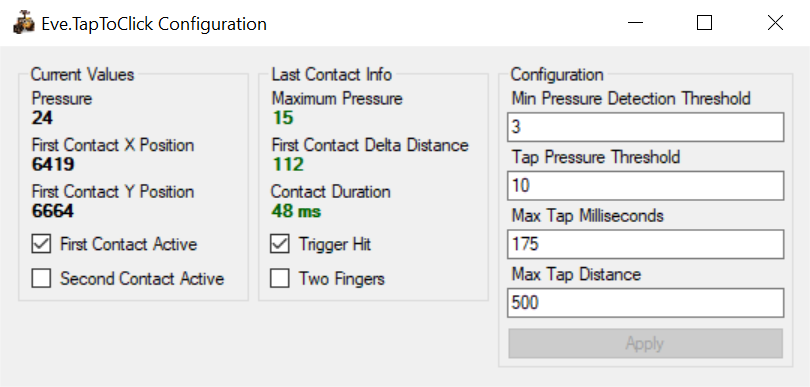 Eve.TapToClick Configuration
Current Values
Pressure
24
First Contact X Position
6419
First Contact Y Position
6664
First Contact Active
Second Contact Active
Last Contact Info
Maximum Pressure
15
First Contact Delta Distance
112
Contact Duration
48 ms
Trigger Hit
Two Fingers
Configuration
Min Pressure Detection Threshold
3
Tap Pressure Threshold
10
Max Tap Milliseconds
175
Max Tap Distance
500
Apply